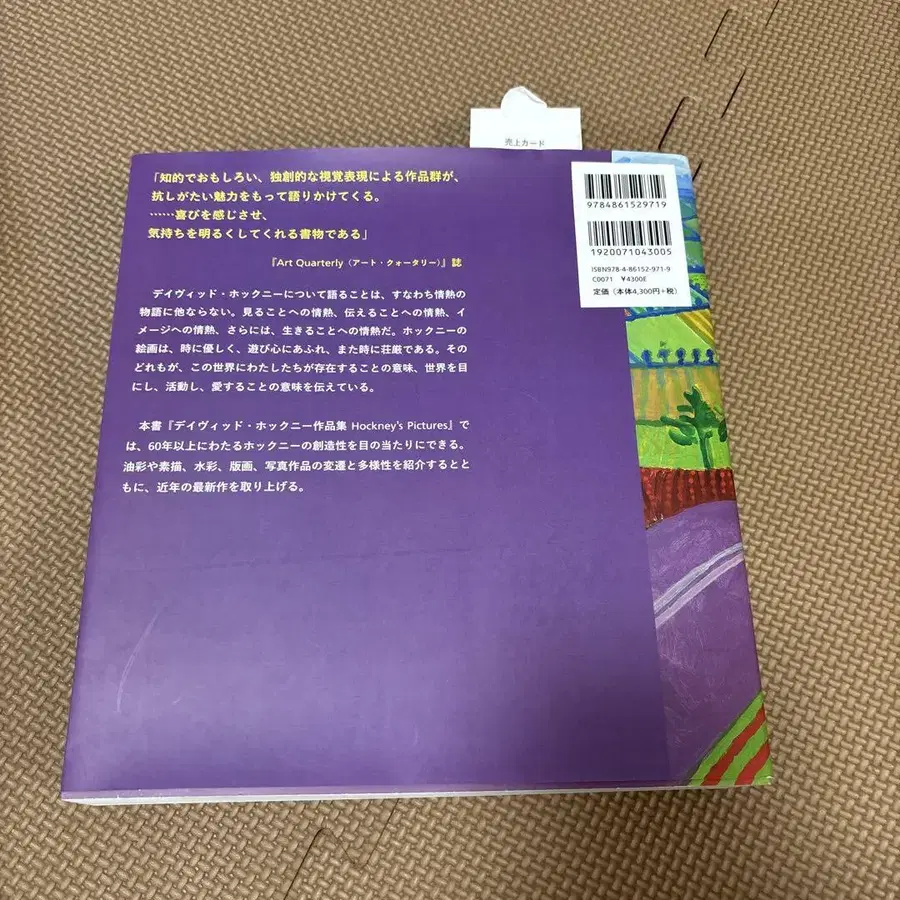 売上カード
「知的でおもしろい、独創的な視覚表現による作品群が、
抗しがたい魅力をもって語りかけてくる。
……喜びを感じさせ、
気持ちを明るくしてくれる書物である」
『Art Quarterly（アート・クォータリー）』誌
デイヴィッド・ホックニーについて語ることは、すなわち情熱の
物語に他ならない。見ることへの情熱、伝えることへの情熱、イ
メージへの情熱、さらには、生きることへの情熱だ。ホックニーの
絵画は、時に優しく、遊び心にあふれ、また時に荘厳である。その
どれもが、この世界にわたしたちが存在することの意味、世界を目
にし、活動し、愛することの意味を伝えている。
本書『デイヴィッド・ホックニー作品集 Hockney's Pictures』で
は、60年以上にわたるホックニーの創造性を目の当たりにできる。
油彩や素描、水彩、版画、写真作品の変遷と多様性を紹介するとと
もに、近年の最新作を取り上げる。
9784861529719
1920071043005
ISBN978-4-86152-971-9
C0071 ¥4300E
定価（本体4,300円+税）